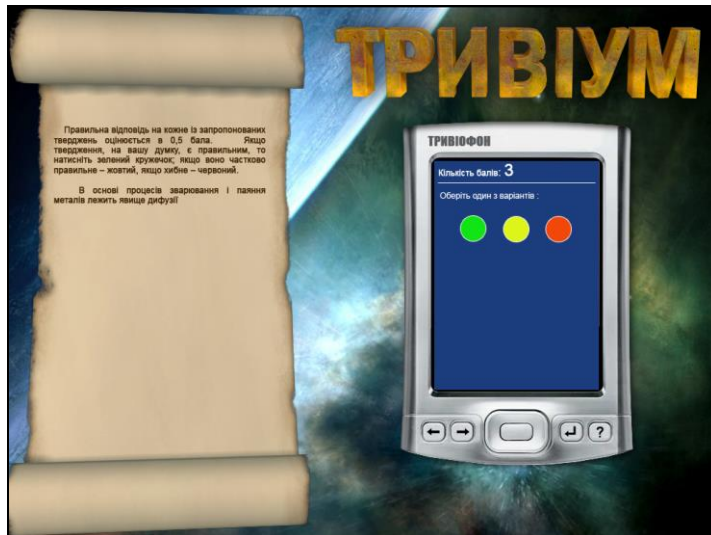 ТРИВІУМ
Правильна відповідь на кожне із запропонованих
тверджень оцінюється в 0,5 бала. Якщо
твердження, на вашу думку, є правильним, то
натисніть зелений кружечок; якщо воно частково
правильне – жовтий, якщо хибне – червоний.
В основі процесів зварювання і паяння
металів лежить явище дифузії
ТРИВІОФОН
Кількість балів: 3
Оберіть один з варіантів :
?